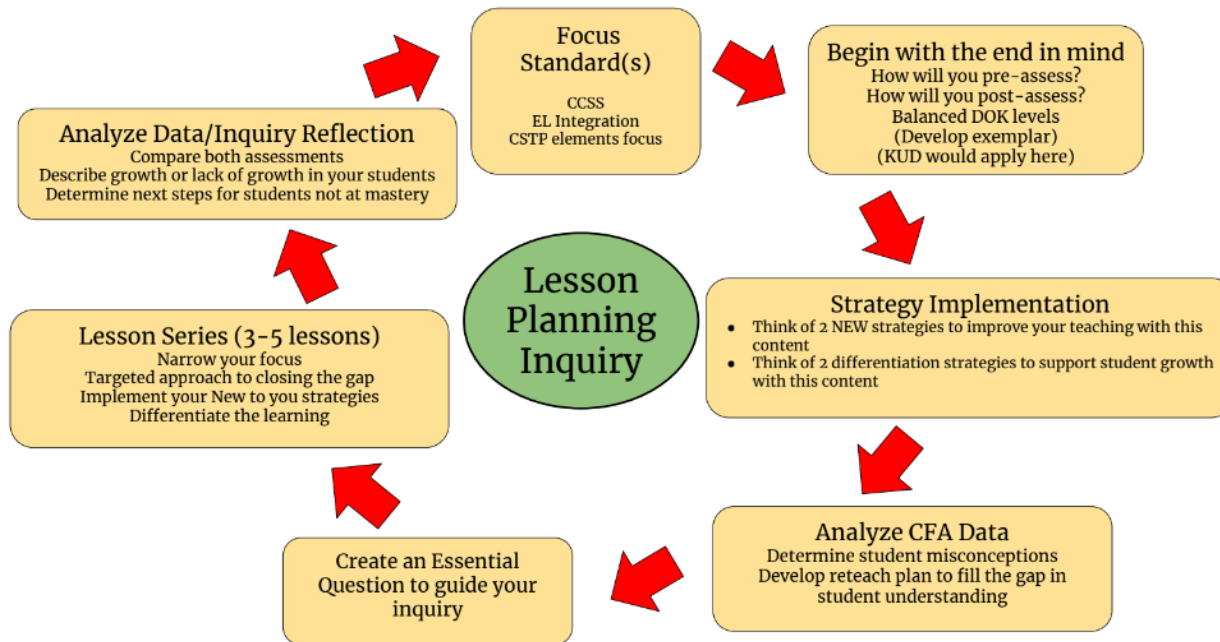 Focus
Standard(s)
CCSS
EL Integration
CSTP elements focus
Begin with the end in mind
How will you pre-assess?
How will you post-assess?
Balanced DOK levels
(Develop exemplar)
(KUD would apply here)
Strategy Implementation
• Think of 2 NEW strategies to improve your teaching with this
content
• Think of 2 differentiation strategies to support student growth
with this content
Analyze CFA Data
Determine student misconceptions
Develop reteach plan to fill the gap in
student understanding
Create an Essential
Question to guide your
inquiry
Lesson Series (3-5 lessons)
Narrow your focus
Targeted approach to closing the gap
Implement your New to you strategies
Differentiate the learning
Analyze Data/Inquiry Reflection
Compare both assessments
Describe growth or lack of growth in your students
Determine next steps for students not at mastery
Lesson
Planning
Inquiry